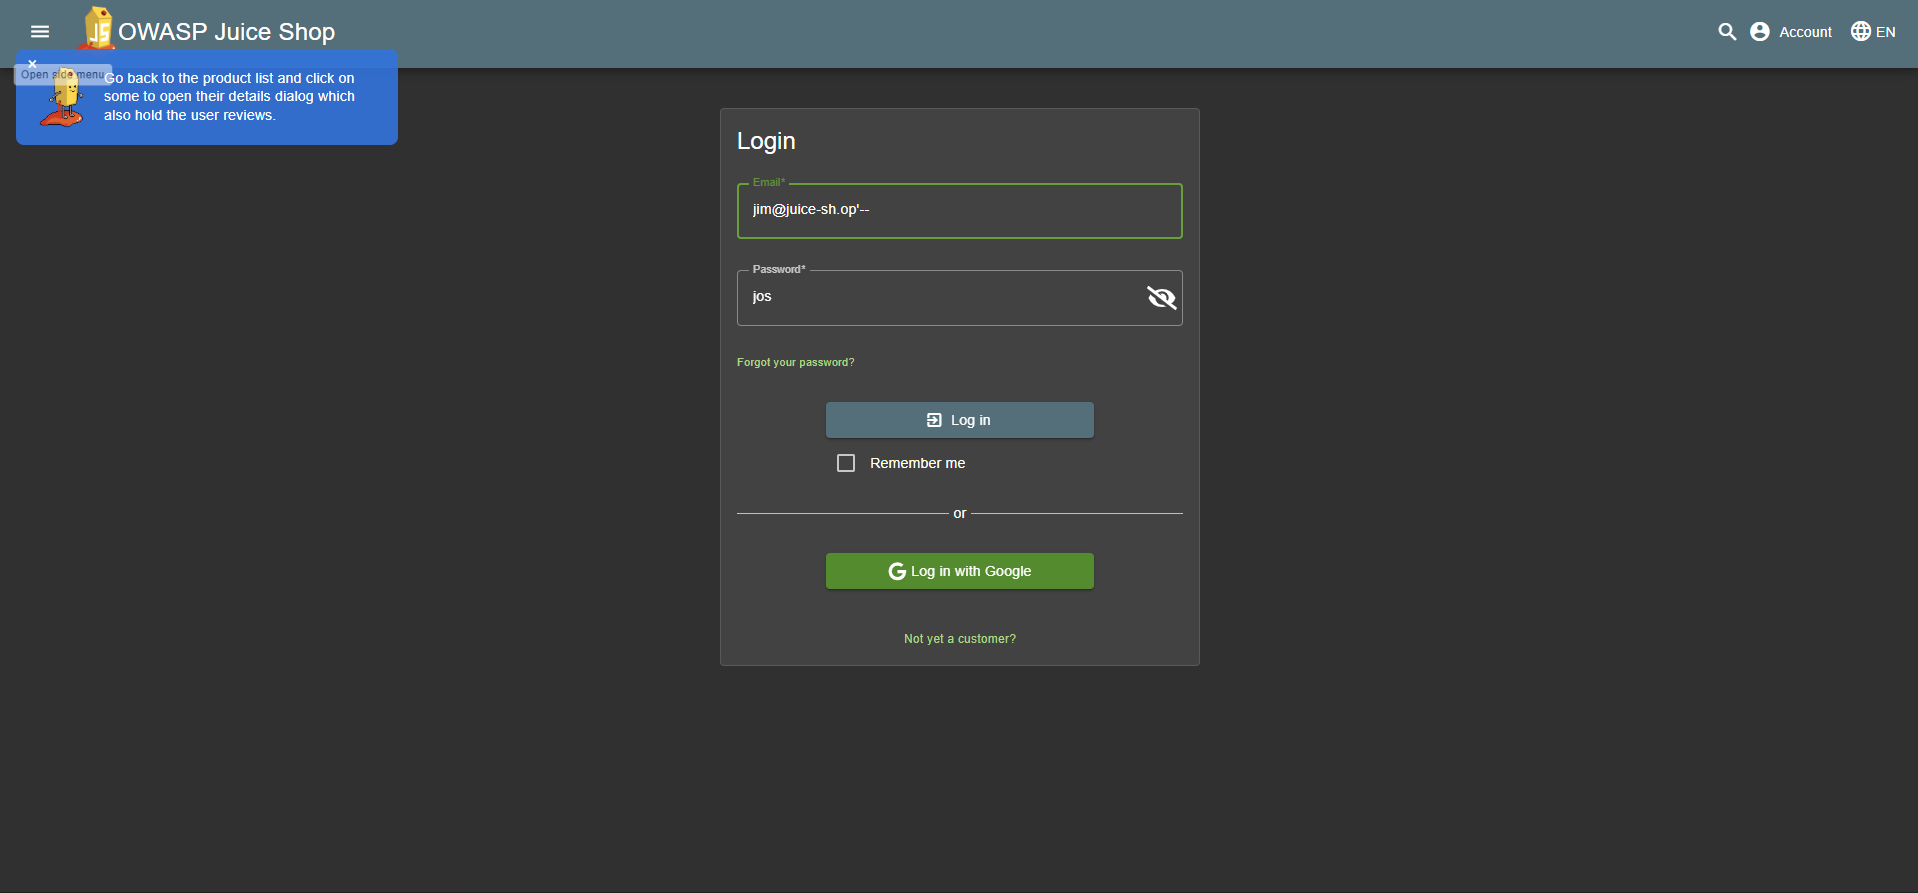 OWASP Juice Shop
Account
EN
Open side menu
Go back to the product list and click on
some to open their details dialog which
also hold the user reviews.
Login
Email*
jim@juice-sh.op'--
Password*
jos
Forgot your password?
Log in
Remember me
or
Log in with Google
Not yet a customer?